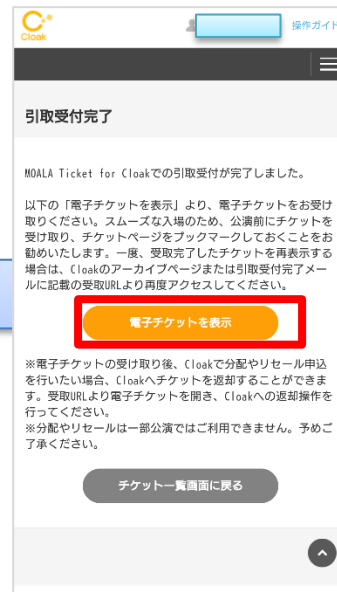 Cloak
操作ガイド
引取受付完了
MOALA Ticket for Cloakでの引取受付が完了しました。
以下の「電子チケットを表示」より、電子チケットをお受け
取りください。スムーズな入場のため、公演前にチケットを
受け取り、チケットページをブックマークしておくことをお
勧めいたします。一度、受取完了したチケットを再表示する
場合は、Cloakのアーカイブページまたは引取受付完了メー
ルに記載の受取URLより再度アクセスしてください。
電子チケットを表示
※電子チケットの受け取り後、Cloakで分配やリセール申込
を行いたい場合、Cloakへチケットを返却することができま
す。受取URLより電子チケットを開き、Cloakへの返却操作を
行ってください。
※分配やリセールは一部公演ではご利用できません。予めご
了承ください。
チケット一覧画面に戻る